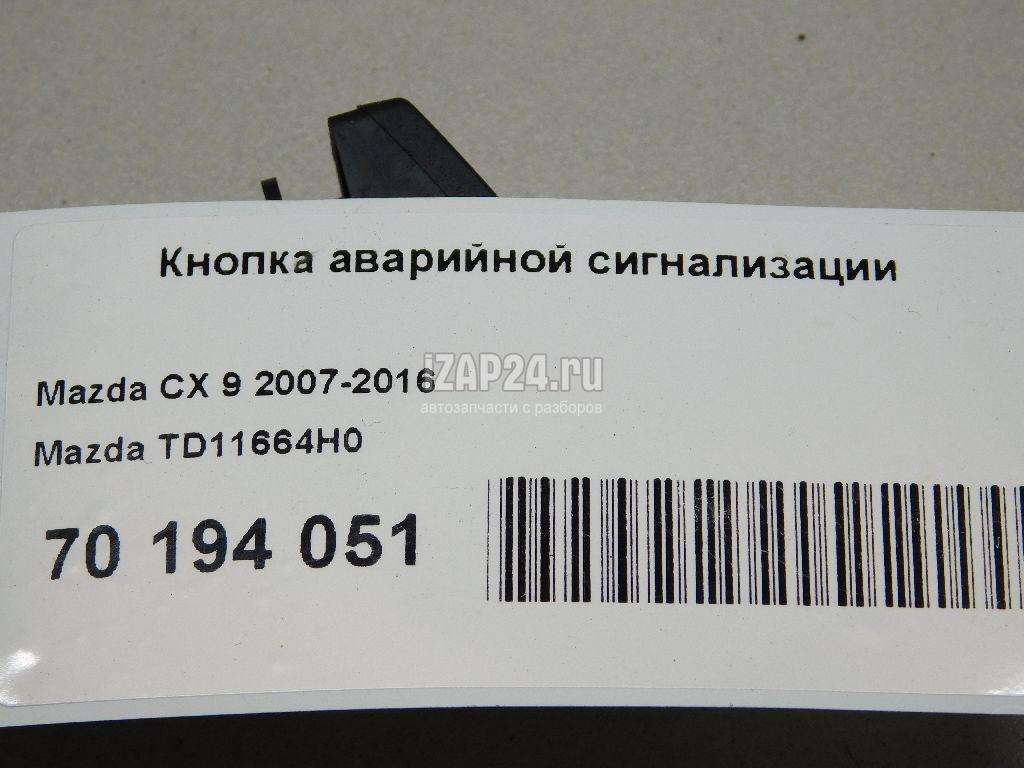 Кнопка аварийной сигнализации
Mazda CX 9 2007-2016
iZAP24.ru
автозапчасти с разборов
Mazda TD11664H0
70 194 051